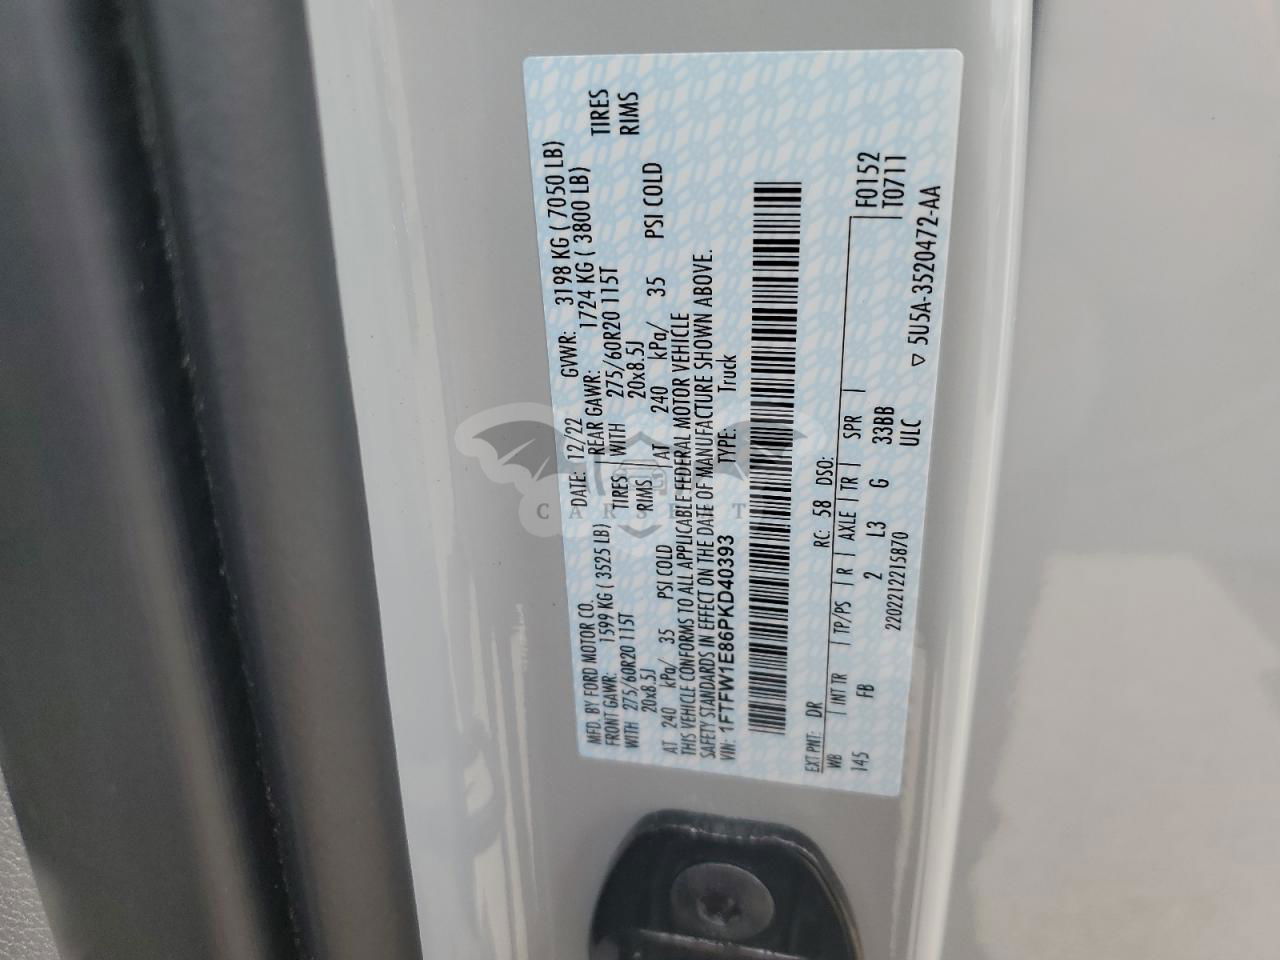 MFD. BY FORD MOTOR CO.
DATE: 12/22 GVWR: 3198 KG ( 7050 LB)
FRONT GAWR: 1599 KG ( 3525 LB) REAR GAWR: 1724 KG ( 3800 LB)
WITH 275/60R20 115T TIRES WITH 275/60R20 115T TIRES
20x8.5J RIMS 20x8.5J RIMS
AT 240 kPa/ 35 PSI COLD AT 240 kPa/ 35 PSI COLD
THIS VEHICLE CONFORMS TO ALL APPLICABLE FEDERAL MOTOR VEHICLE
SAFETY STANDARDS IN EFFECT ON THE DATE OF MANUFACTURE SHOWN ABOVE.
VIN: 1FTFW1E86PKD40393 TYPE: Truck
EXT PNT: DR RC: 58 DSO: F0152
WB INT TR TP/PS R AXLE TR SPR T0711
145 FB 2 L3 G 33BB
2202212215870 ULC
▽ 5U5A-3520472-AA